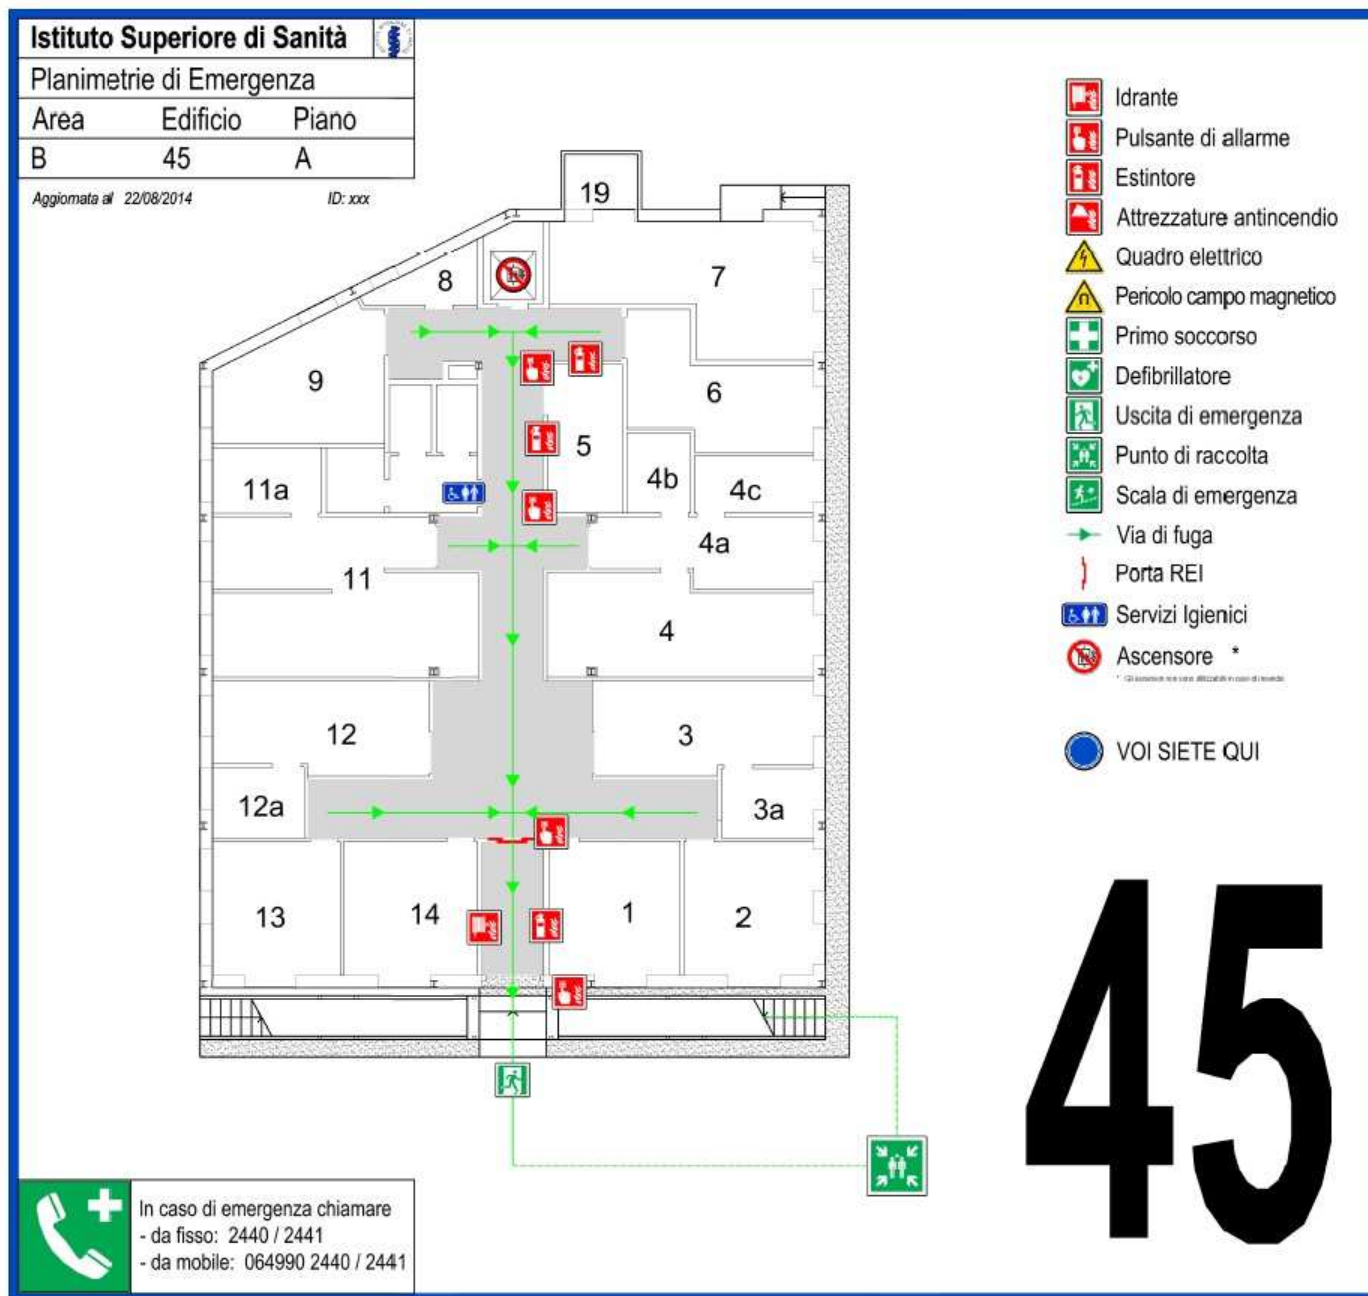 Istituto Superiore di Sanità
Planimetrie di Emergenza
Area Edificio Piano
B 45 A
Aggiornata al 22/08/2014 ID: xxx
19
8
7
9
6
5
11a
4b
4c
4a
11
4
12
3
12a
3a
13
14
1
2
Idrante
Pulsante di allarme
Estintore
Attrezzature antincendio
Quadro elettrico
Pericolo campo magnetico
Primo soccorso
Defibrillatore
Uscita di emergenza
Punto di raccolta
Scala di emergenza
Via di fuga
Porta REI
Servizi Igienici
Ascensore *
VOI SIETE QUI
45
In caso di emergenza chiamare
- da fisso: 2440 / 2441
- da mobile: 064990 2440 / 2441